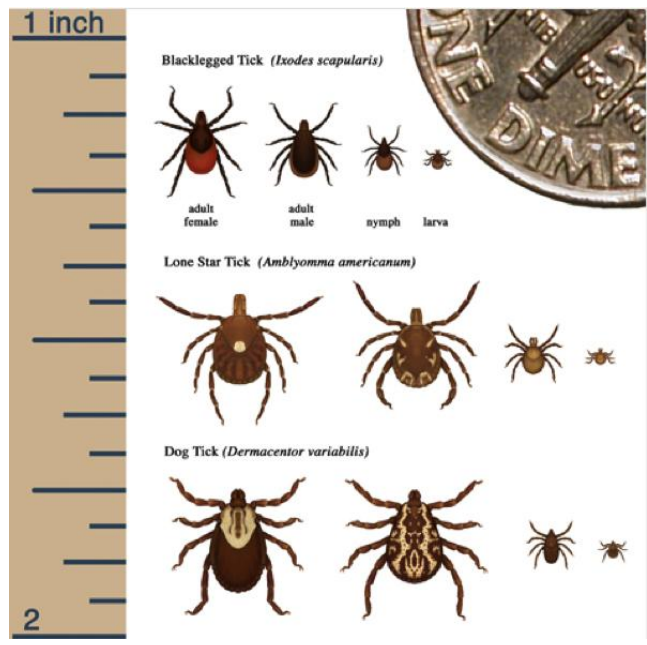 1 inch
ONE DIME
Blacklegged Tick (Ixodes scapularis)
adult female
adult male
nymph
larva
Lone Star Tick (Amblyomma americanum)
Dog Tick (Dermacentor variabilis)
2